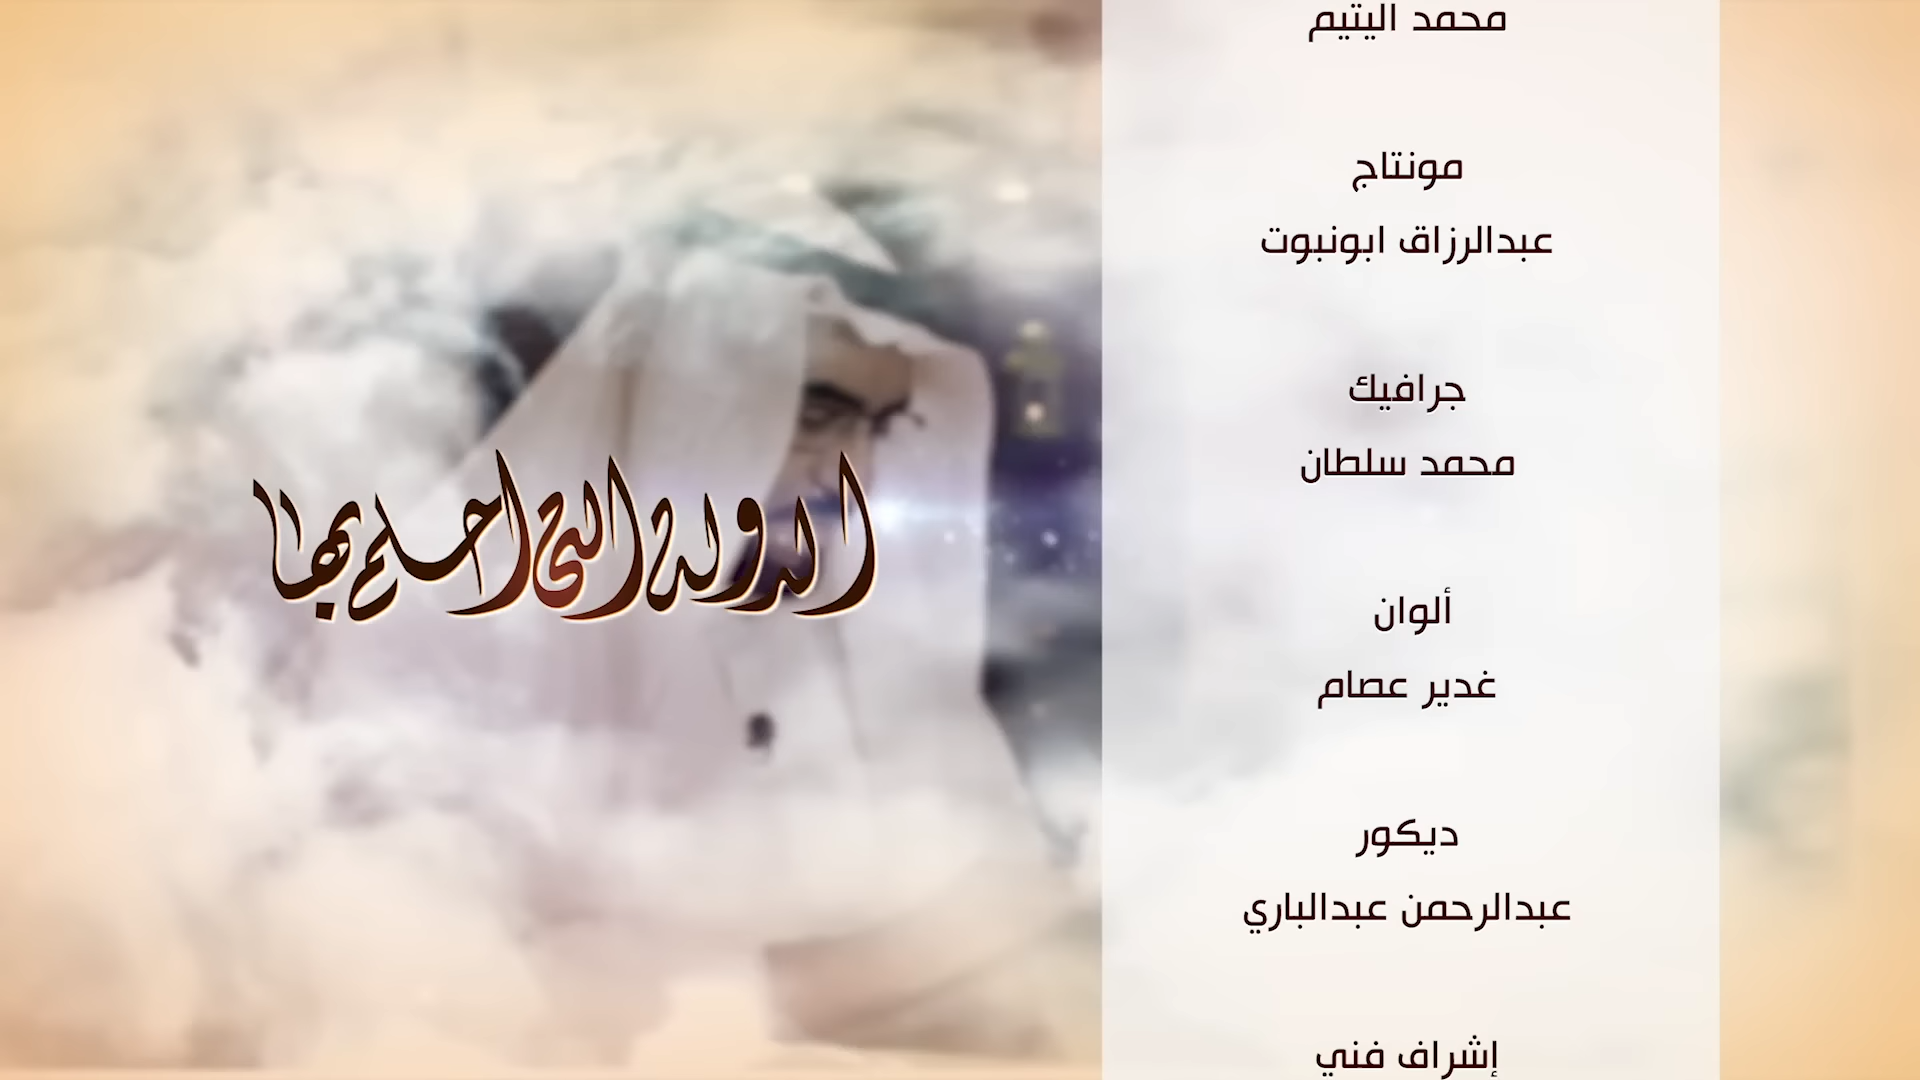 الدولة التي احلم بها
محمد اليتيم
مونتاج
عبدالرزاق ابونبوت
جرافيك
محمد سلطان
ألوان
غدير عصام
ديكور
عبدالرحمن عبدالباري
إشراف فني